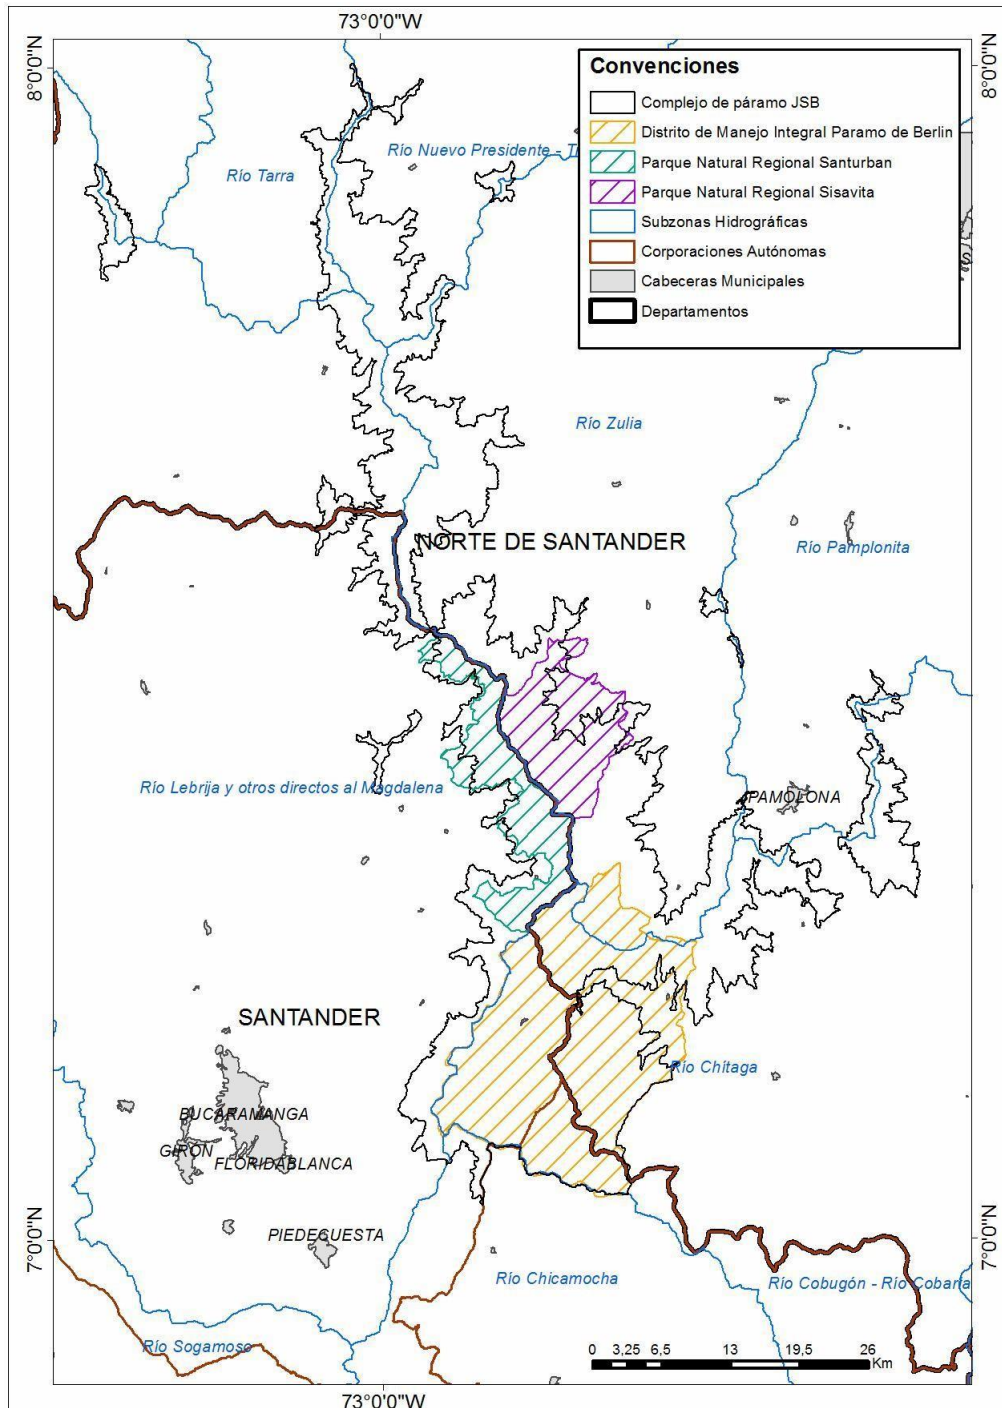 73°0'0"W
8°0'0"N
8°0'0"N
Convenciones
Complejo de páramo JSB
Distrito de Manejo Integral Paramo de Berlin
Parque Natural Regional Santurban
Parque Natural Regional Sisavita
Subzonas Hidrográficas
Corporaciones Autónomas
Cabeceras Municipales
Departamentos
Río Nuevo Presidente - T
Río Tarra
Río Zulia
NORTE DE SANTANDER
Río Pamplonita
Río Lebrija y otros directos al Magdalena
PAMOLONA
SANTANDER
Río Chitaga
BUCARAMANGA
GIRON
FLORIDABLANCA
PIEDECUESTA
7°0'0"N
7°0'0"N
Río Chicamocha
Río Cobugón - Río Cobaría
Río Sogamoso
0 3,25 6,5 13 19,5 26
Km
73°0'0"W